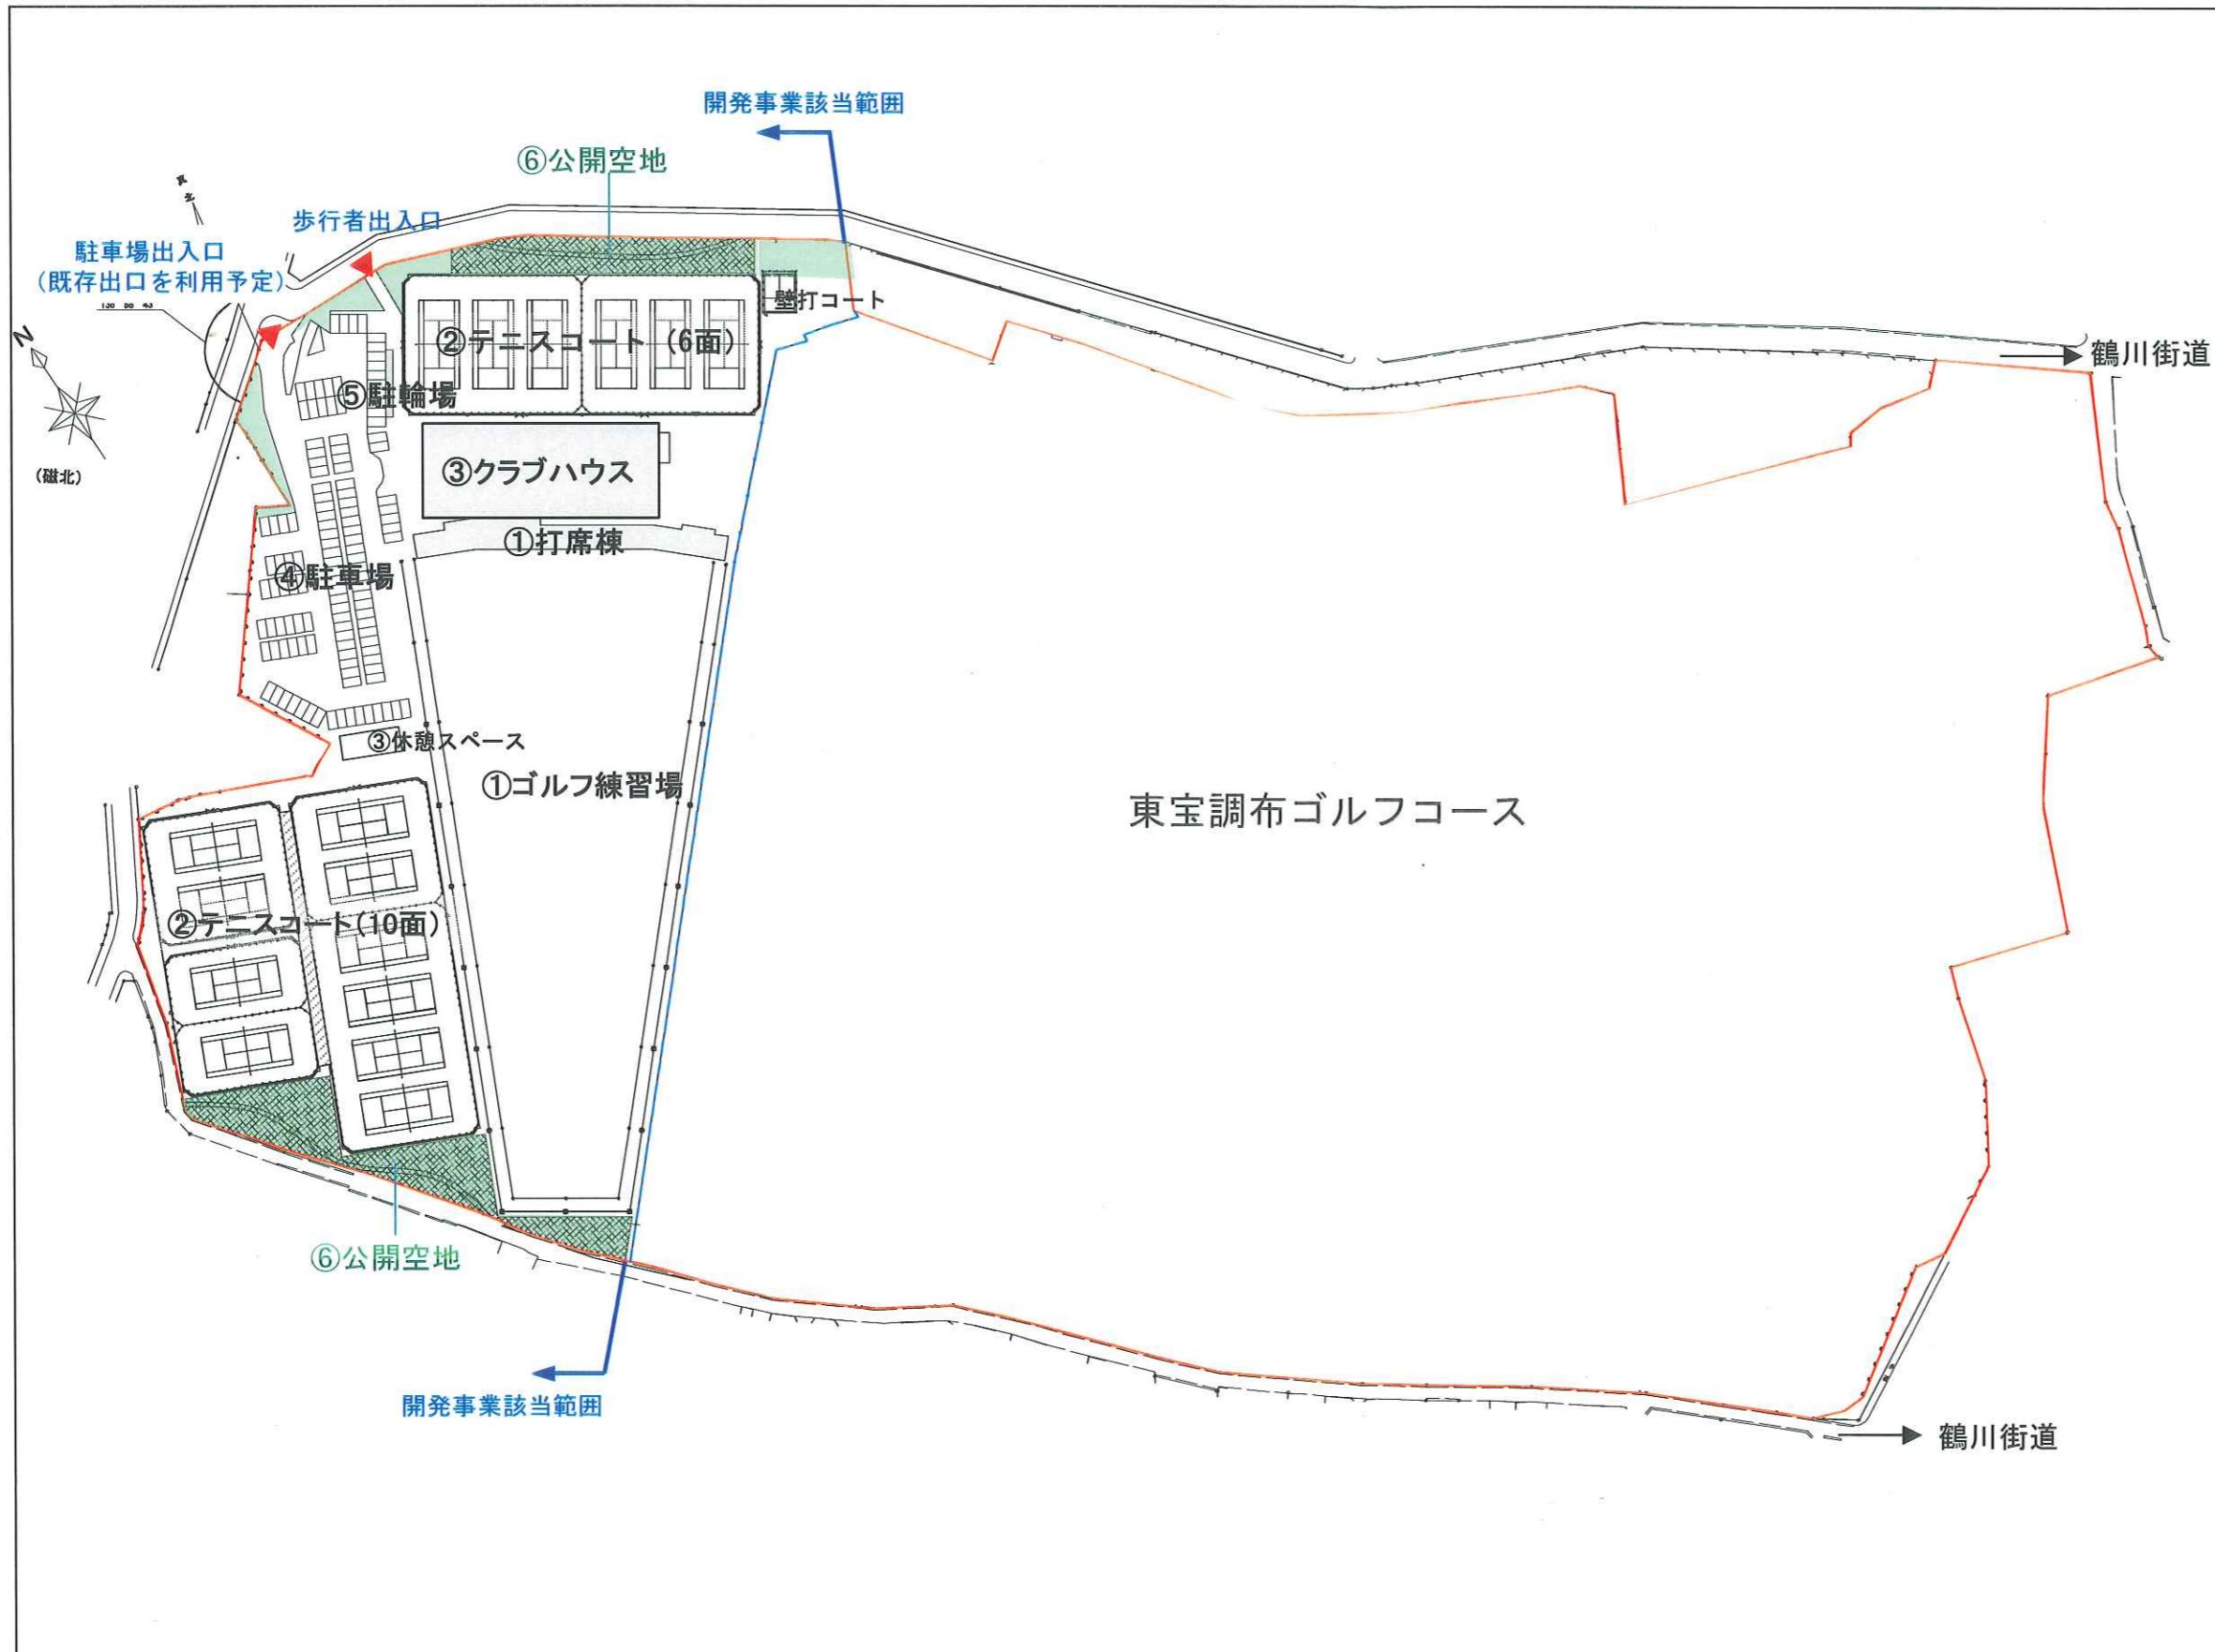 開発事業該当範囲
⑥公開空地
真北
歩行者出入口
駐車場出入口
(既存出口を利用予定)
N
(磁北)
壁打コート
②テニスコート (6面)
鶴川街道
⑤駐輪場
③クラブハウス
①打席棟
④駐車場
③休憩スペース
①ゴルフ練習場
東宝調布ゴルフコース
②テニスコート(10面)
⑥公開空地
開発事業該当範囲
鶴川街道